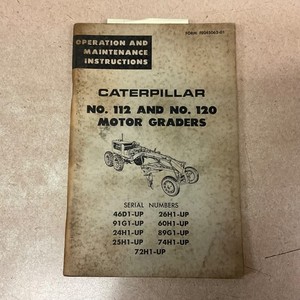 OPERATION AND
MAINTENANCE
INSTRUCTIONS
CATERPILLAR
NO. 112 AND NO. 120
MOTOR GRADERS
SERIAL NUMBERS
46D1-UP 26H1-UP
91G1-UP 60H1-UP
24H1-UP 89G1-UP
25H1-UP 74H1-UP
72H1-UP